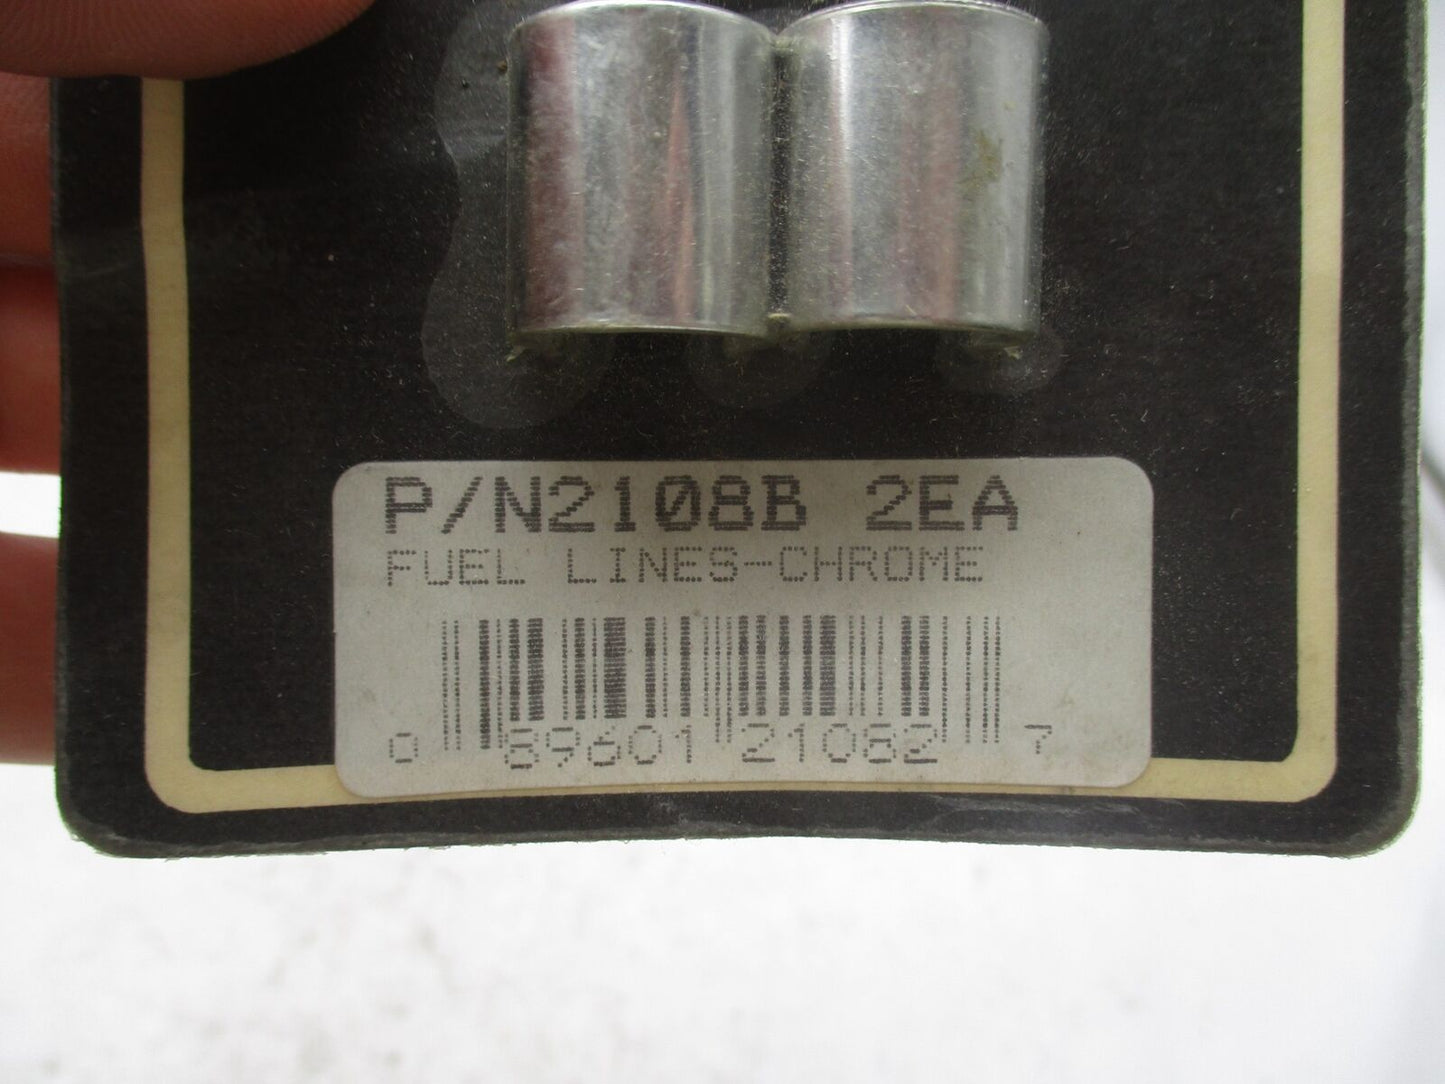 P/N2108B 2EA
FUEL LINES-CHROME
0 89601 21082 7